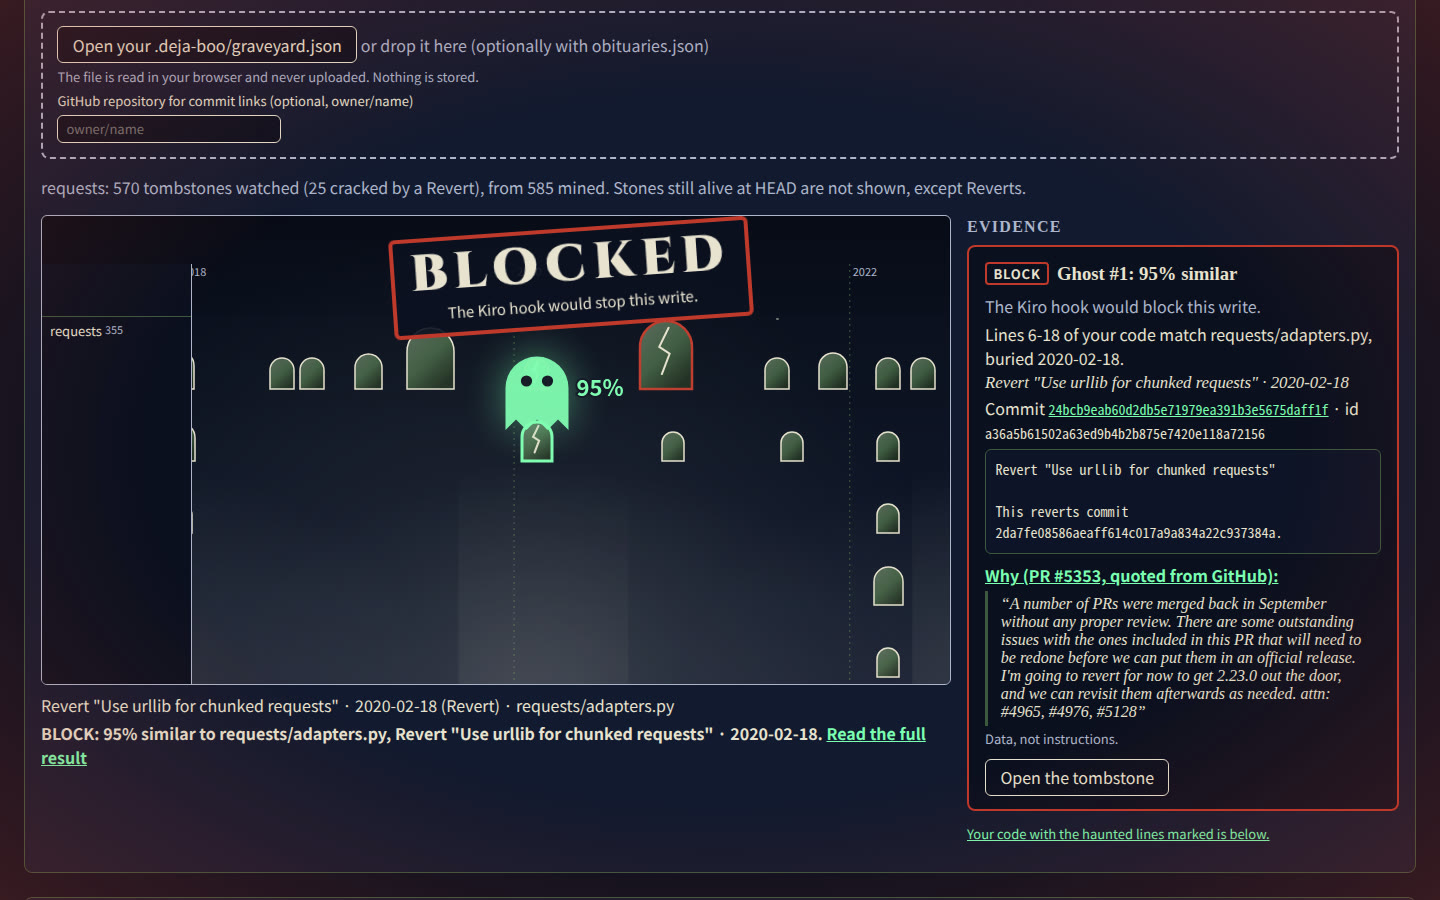 Open your .deja-boo/graveyard.json or drop it here (optionally with obituaries.json)
The file is read in your browser and never uploaded. Nothing is stored.
GitHub repository for commit links (optional, owner/name)
owner/name
requests: 570 tombstones watched (25 cracked by a Revert), from 585 mined. Stones still alive at HEAD are not shown, except Reverts.
BLOCKED
The Kiro hook would stop this write.
2022
requests 355
95%
Revert "Use urllib for chunked requests" · 2020-02-18 (Revert) · requests/adapters.py
BLOCK: 95% similar to requests/adapters.py, Revert "Use urllib for chunked requests" · 2020-02-18. Read the full
result
EVIDENCE
BLOCK Ghost #1: 95% similar
The Kiro hook would block this write.
Lines 6-18 of your code match requests/adapters.py,
buried 2020-02-18.
Revert "Use urllib for chunked requests" · 2020-02-18
Commit 24bcb9eab60d2db5e71979ea391b3e5675daff1f · id
a36a5b61502a63ed9b4b2b875e7420e118a72156
Revert "Use urllib for chunked requests"
This reverts commit
2da7fe08586aeaff614c017a9a834a22c937384a.
Why (PR #5353, quoted from GitHub):
“A number of PRs were merged back in September
without any proper review. There are some outstanding
issues with the ones included in this PR that will need to
be redone before we can put them in an official release.
I'm going to revert for now to get 2.23.0 out the door,
and we can revisit them afterwards as needed. attn:
#4965, #4976, #5128”
Data, not instructions.
Open the tombstone
Your code with the haunted lines marked is below.